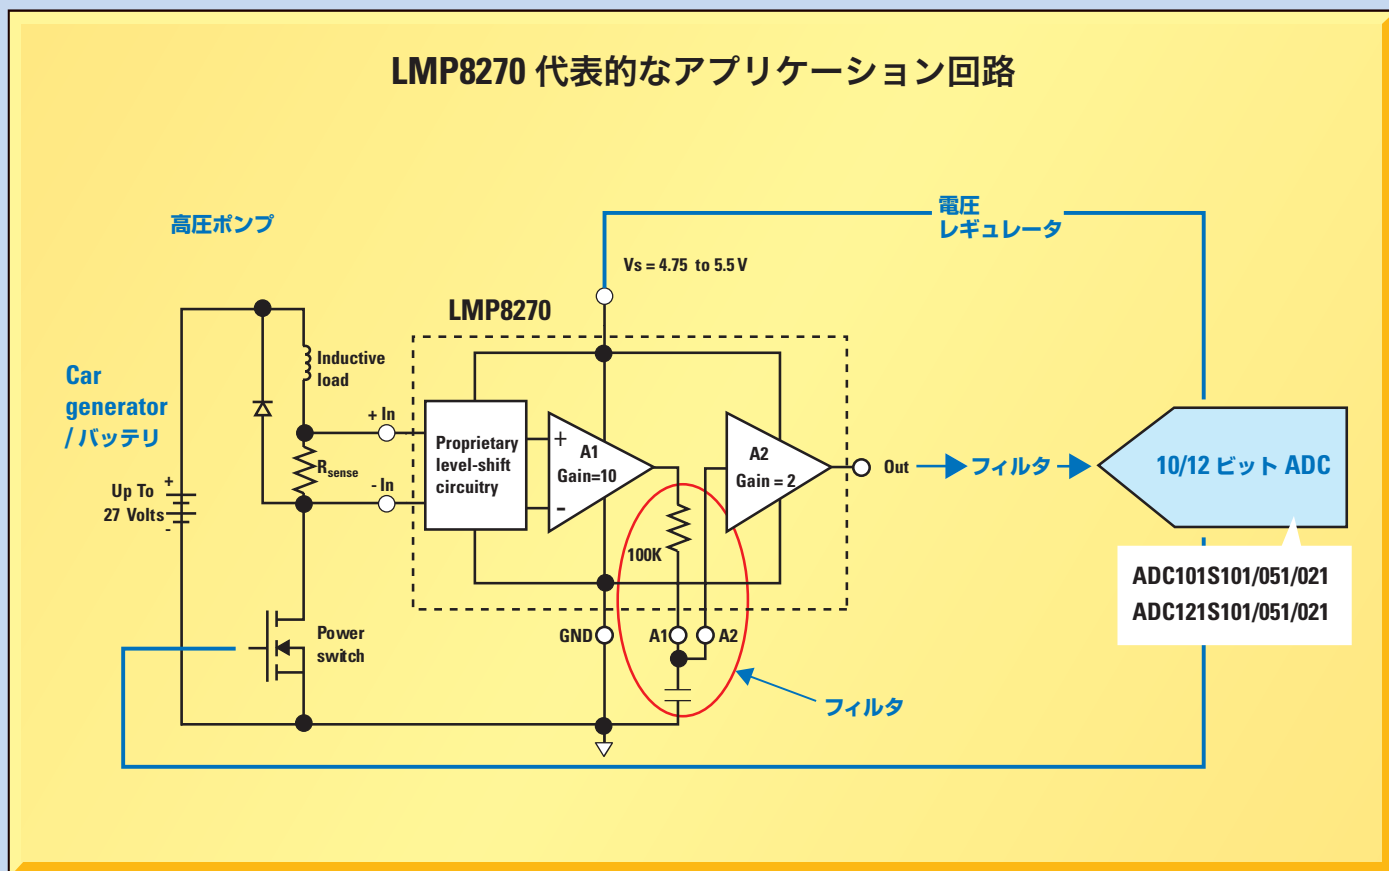 LMP8270 代表的なアプリケーション回路
高圧ポンプ
電圧
レギュレータ
Vs = 4.75 to 5.5 V
LMP8270
Car
generator
/ バッテリ
Inductive
load
+ In
Rsense
- In
Up To
27 Volts
+
-
Proprietary
level-shift
circuitry
+
-
A1
Gain=10
A2
Gain = 2
100K
Out
フィルタ
10/12 ビット ADC
ADC101S101/051/021
ADC121S101/051/021
Power
switch
GND
A1
A2
フィルタ